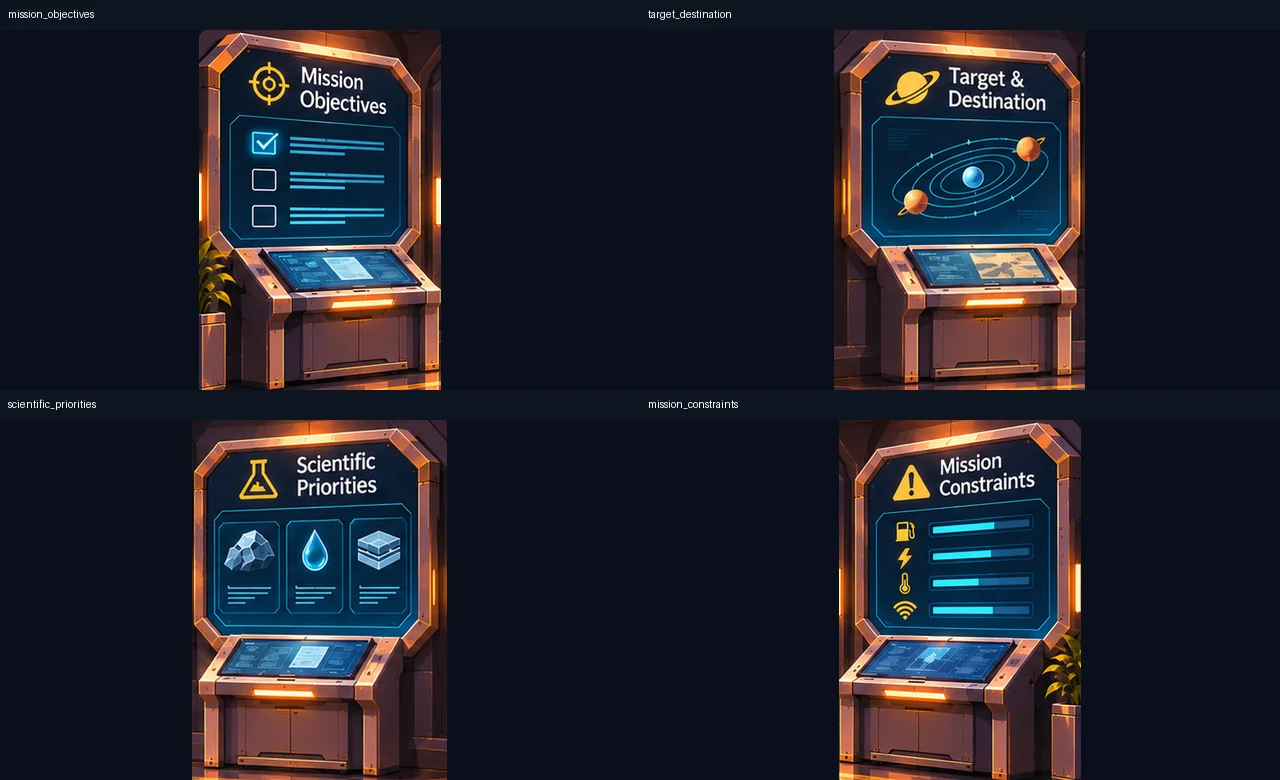 mission_objectives
target_destination
Mission
Objectives
Target &
Destination
scientific_priorities
mission_constraints
Scientific
Priorities
Mission
Constraints